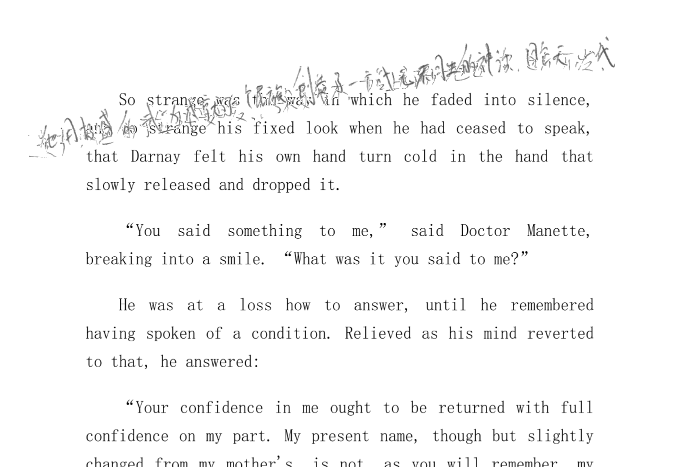 So strange was the way in which he faded into silence,
and so strange his fixed look when he had ceased to speak,
that Darnay felt his own hand turn cold in the hand that
slowly released and dropped it.
“You said something to me,” said Doctor Manette,
breaking into a smile. “What was it you said to me?”
He was at a loss how to answer, until he remembered
having spoken of a condition. Relieved as his mind reverted
to that, he answered:
“Your confidence in me ought to be returned with full
confidence on my part. My present name, though but slightly
changed from my mother's, is not, as you will remember, my